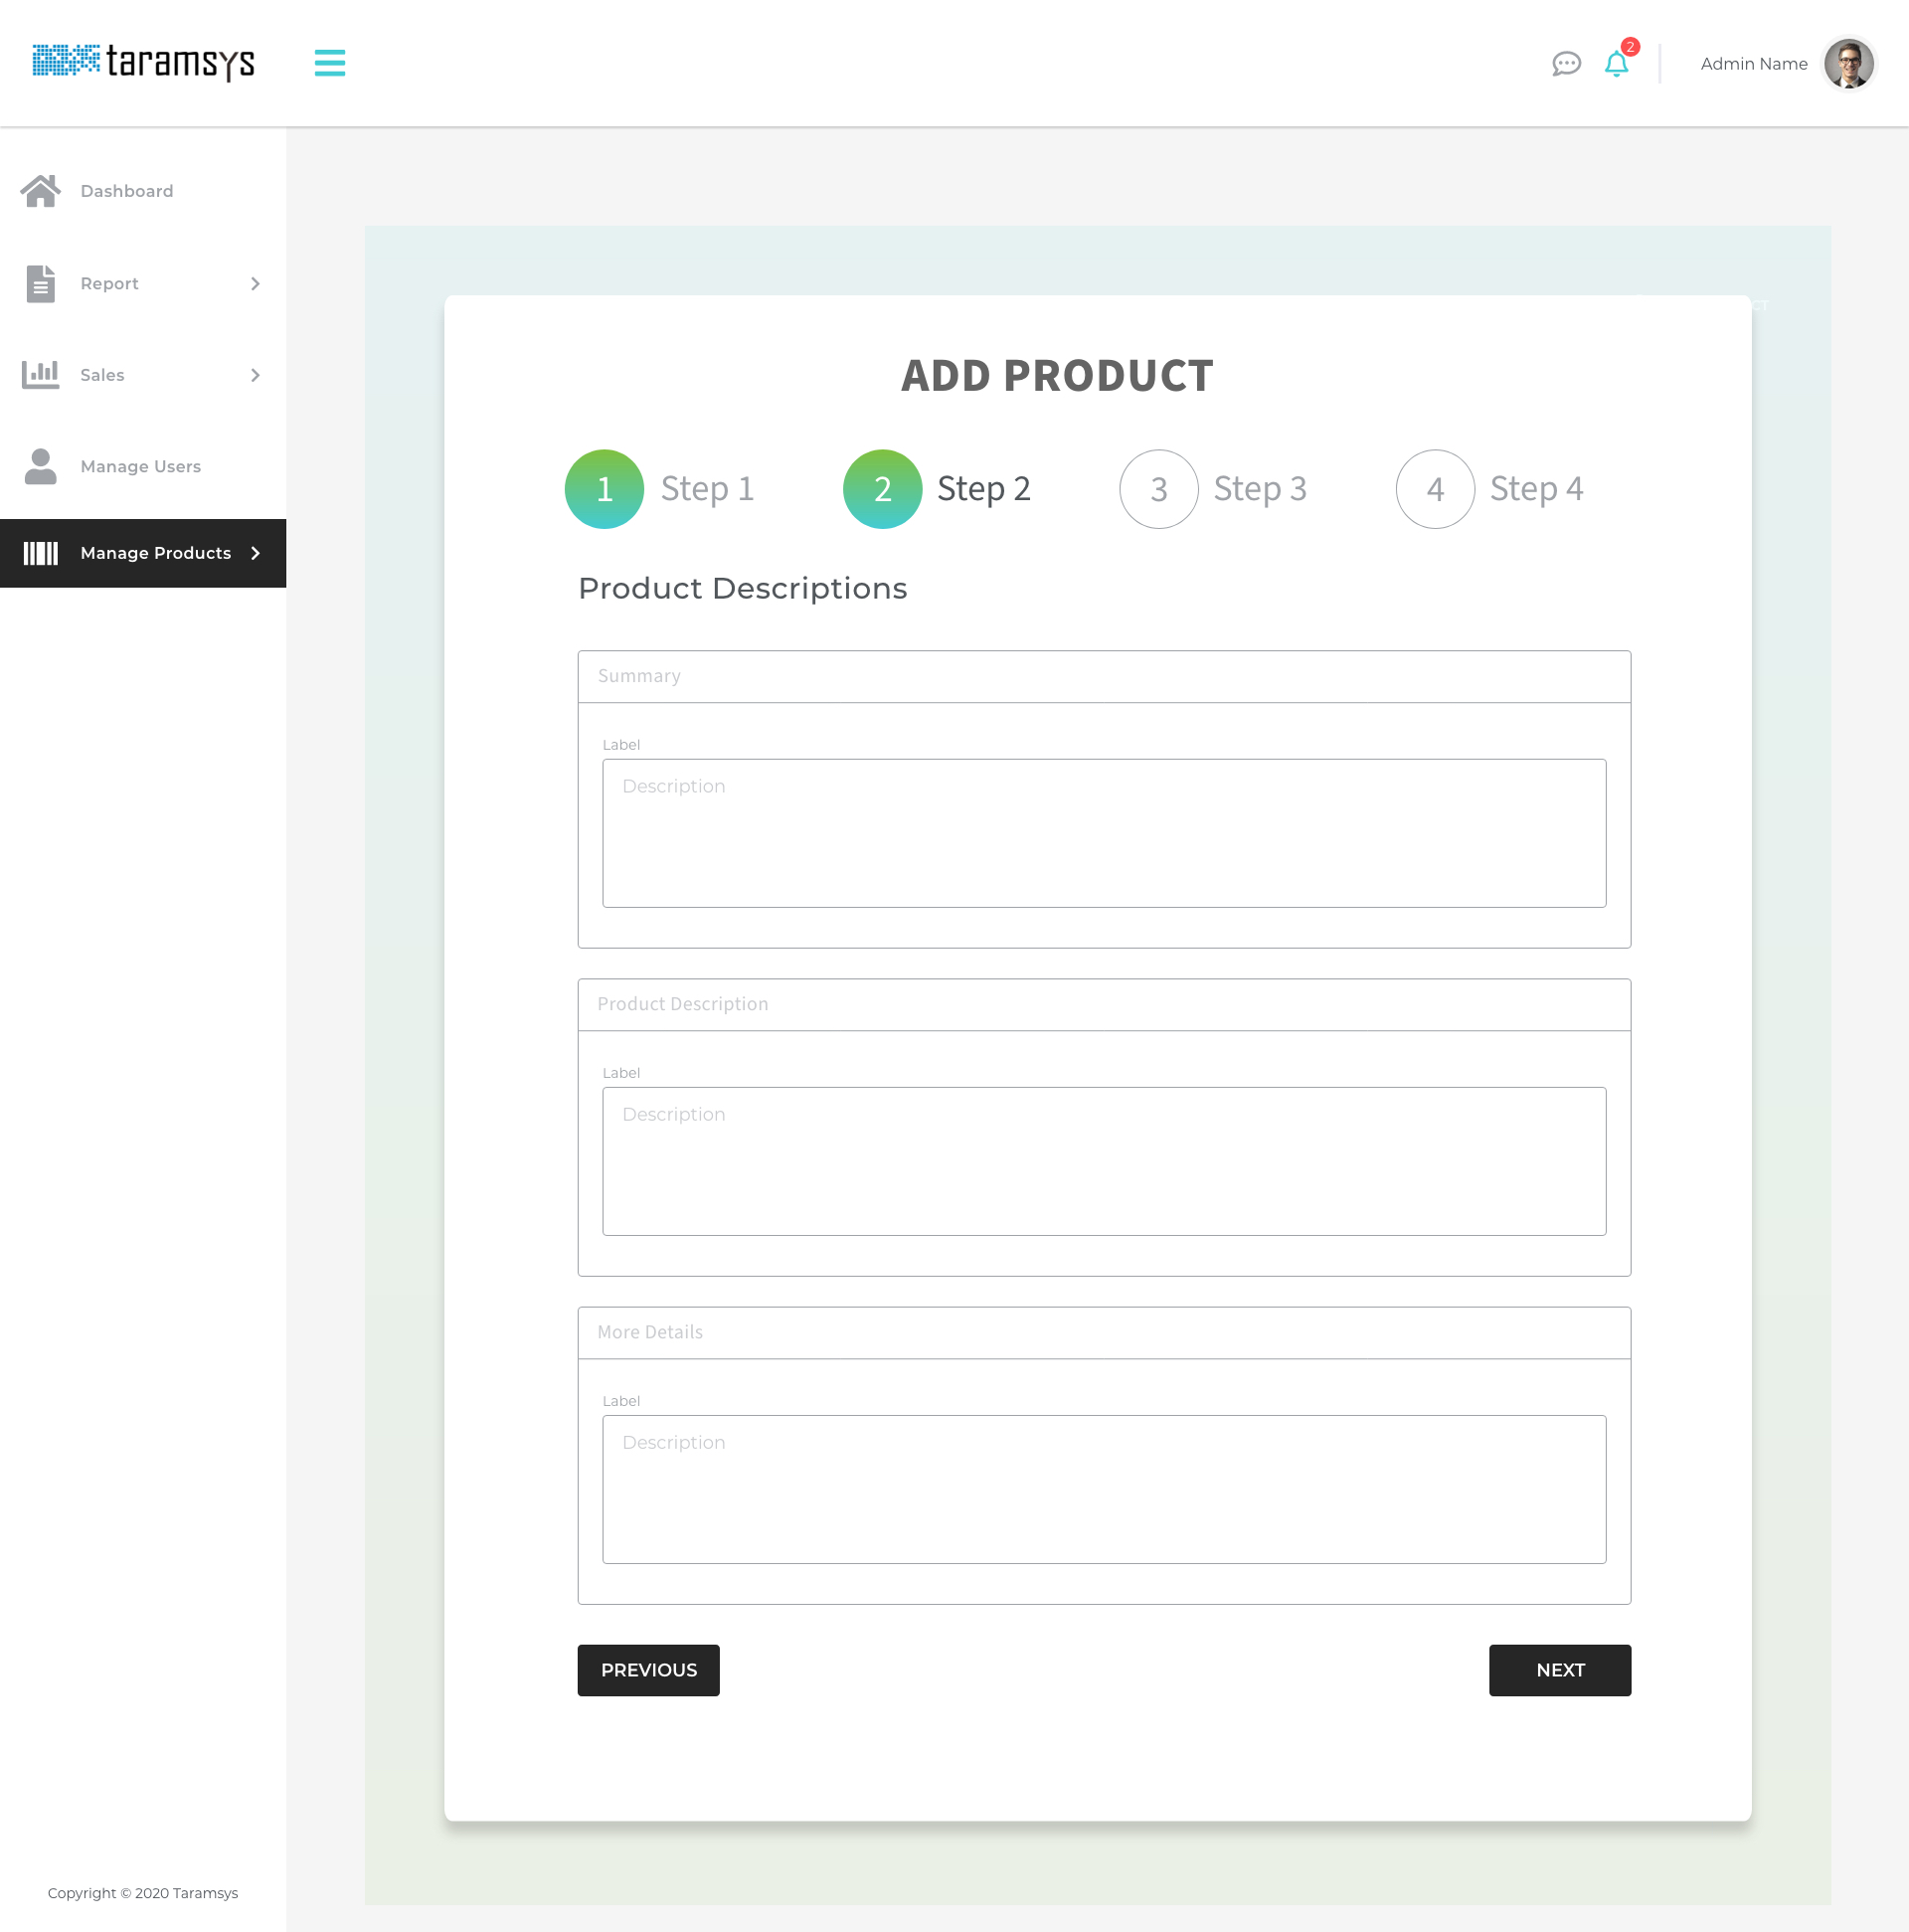 taramsys
2
Admin Name
Dashboard
Report
Sales
Manage Users
Manage Products
ADD PRODUCT
1 Step 1 2 Step 2 3 Step 3 4 Step 4
Product Descriptions
Summary
Label
Description
Product Description
Label
Description
More Details
Label
Description
PREVIOUS NEXT
Copyright © 2020 Taramsys